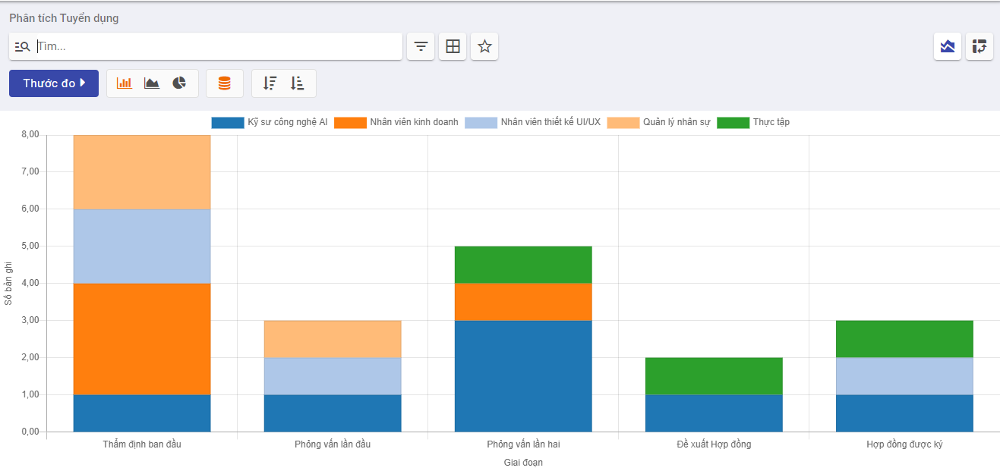 Phân tích Tuyển dụng
Tìm...
Thước đo
Kỹ sư công nghệ AI Nhân viên kinh doanh Nhân viên thiết kế UI/UX Quản lý nhân sự Thực tập
8,00
7,00
6,00
5,00
4,00
3,00
2,00
1,00
0,00
Số bản ghi
Thẩm định ban đầu Phỏng vấn lần đầu Phỏng vấn lần hai Đề xuất Hợp đồng Hợp đồng được ký
Giai đoạn